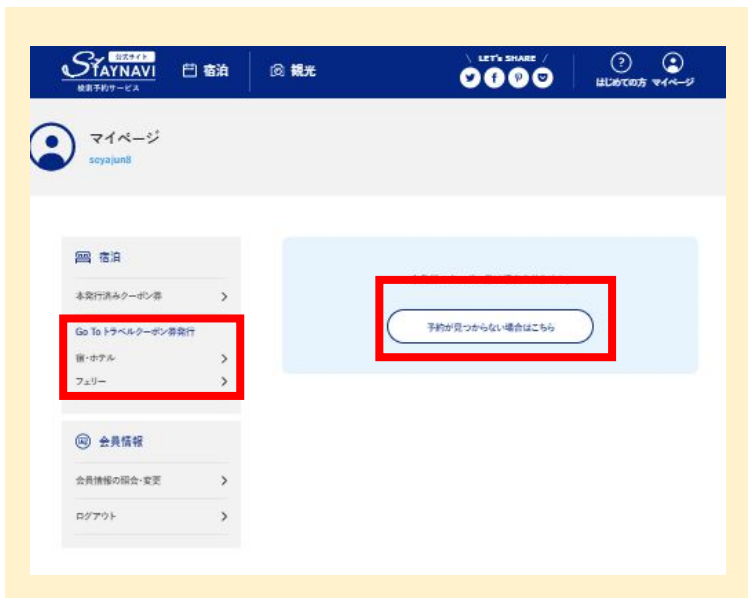 公式サイト
STAYNAVI
検索予約サービス
宿泊
観光
\ LET's SHARE /
はじめての方
マイページ
マイページ
soyajun8
宿泊
本発行済みクーポン券
Go To トラベルクーポン券発行
宿・ホテル
フェリー
予約が見つからない場合はこちら
会員情報
会員情報の照会・変更
ログアウト